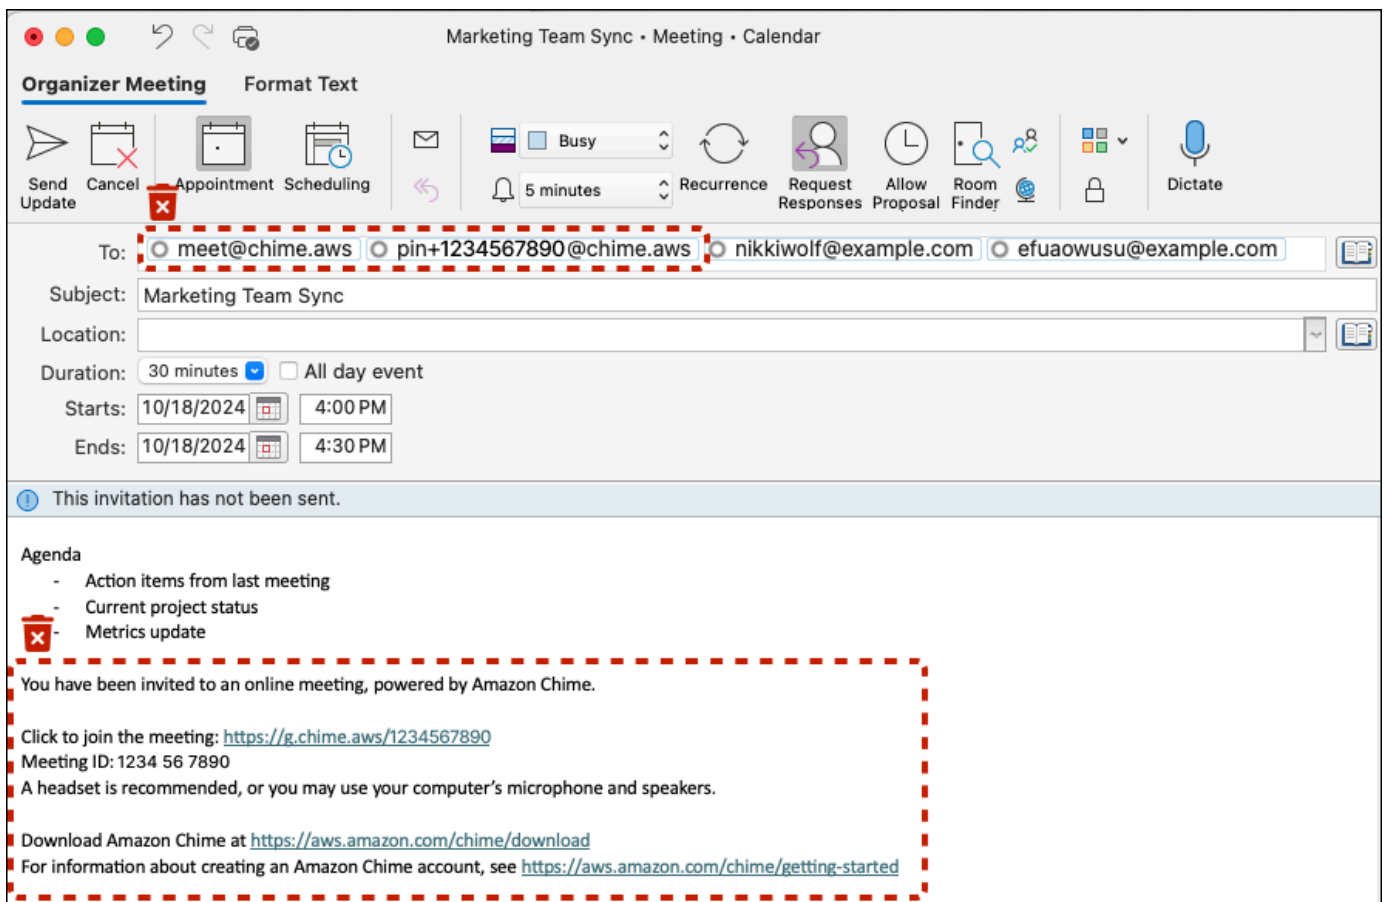 Marketing Team Sync • Meeting • Calendar
Organizer Meeting Format Text
Send Update Cancel Appointment Scheduling Busy 5 minutes Recurrence Request Responses Allow Proposal Room Finder Dictate
To: meet@chime.aws pin+1234567890@chime.aws nikkiwolf@example.com efuaowusu@example.com
Subject: Marketing Team Sync
Location:
Duration: 30 minutes All day event
Starts: 10/18/2024 4:00 PM
Ends: 10/18/2024 4:30 PM
This invitation has not been sent.
Agenda
- Action items from last meeting
- Current project status
- Metrics update
You have been invited to an online meeting, powered by Amazon Chime.
Click to join the meeting: https://g.chime.aws/1234567890
Meeting ID: 1234 56 7890
A headset is recommended, or you may use your computer’s microphone and speakers.
Download Amazon Chime at https://aws.amazon.com/chime/download
For information about creating an Amazon Chime account, see https://aws.amazon.com/chime/getting-started